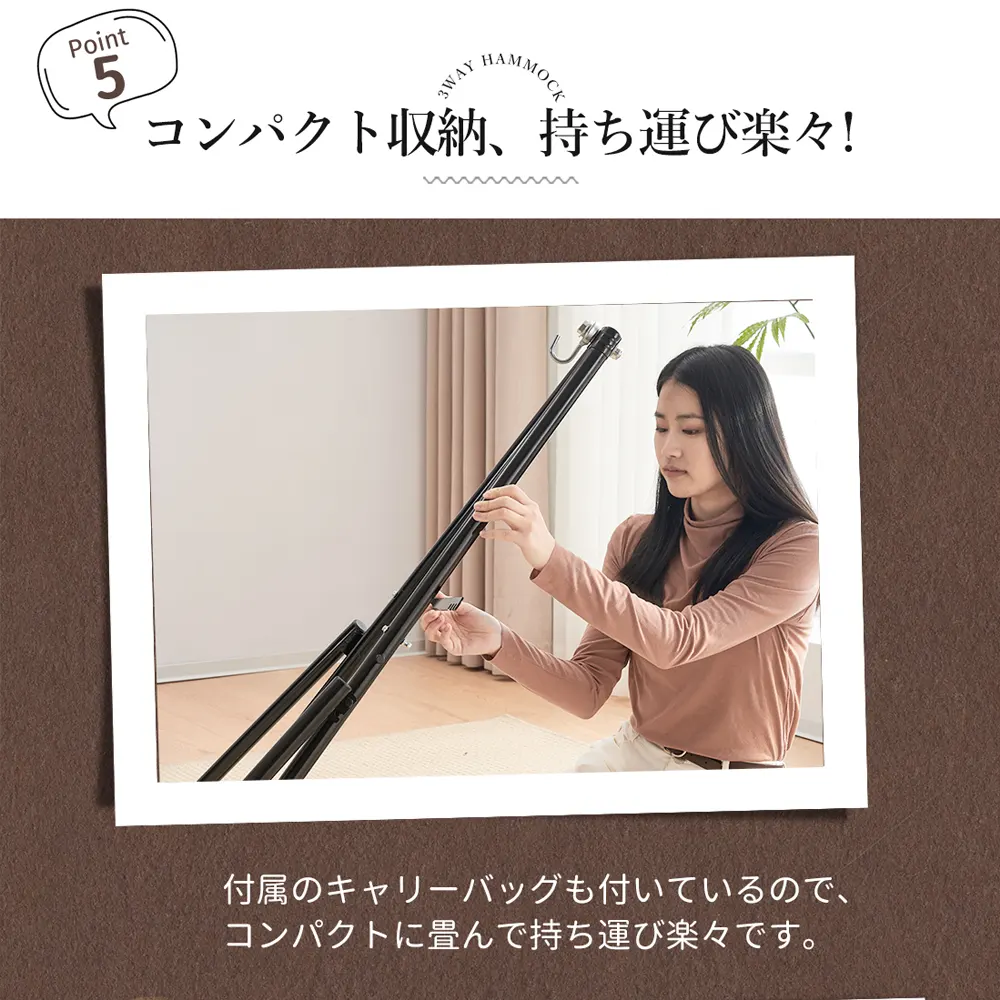 Point
5
3WAY HAMMOCK
コンパクト収納、持ち運び楽々!
付属のキャリーバッグも付いているので、
コンパクトに畳んで持ち運び楽々です。